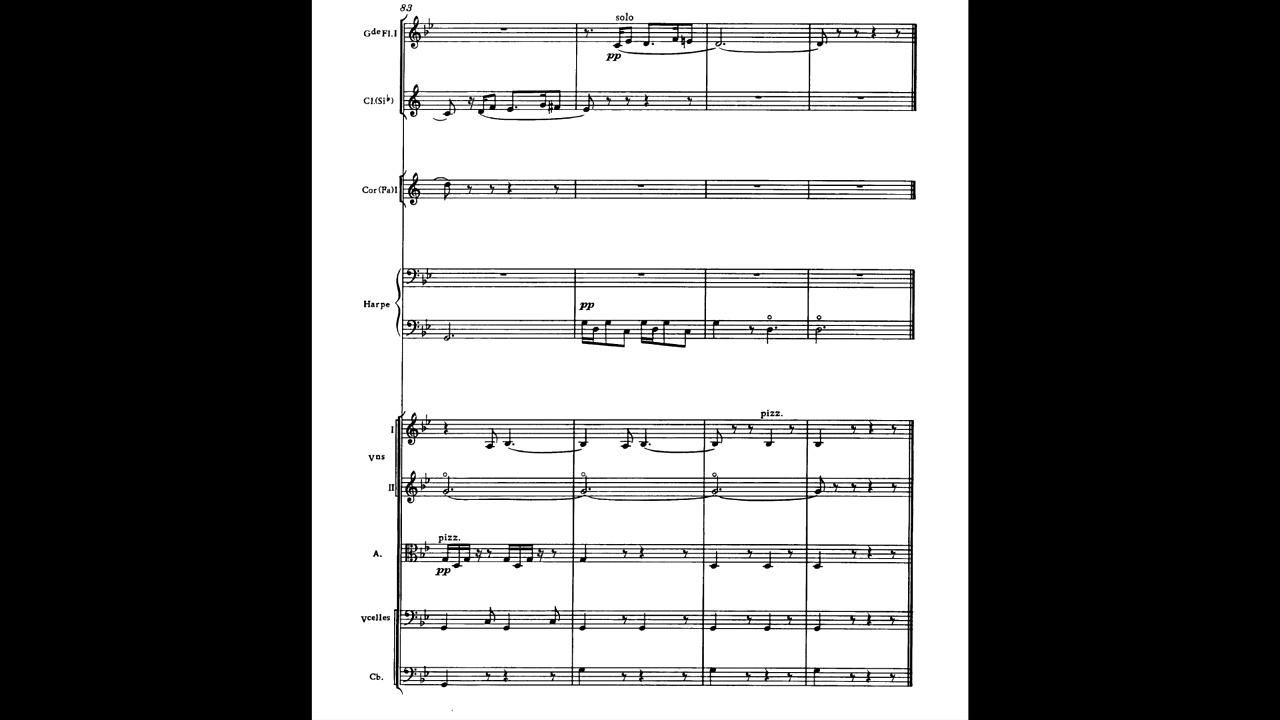 83
solo
Gde Fl. I
pp
Cl.(Si♭)
Cor(Fa)I
pp
Harpe
pizz.
I
Vns
II
pizz.
A.
pp
Vcelles
Cb.